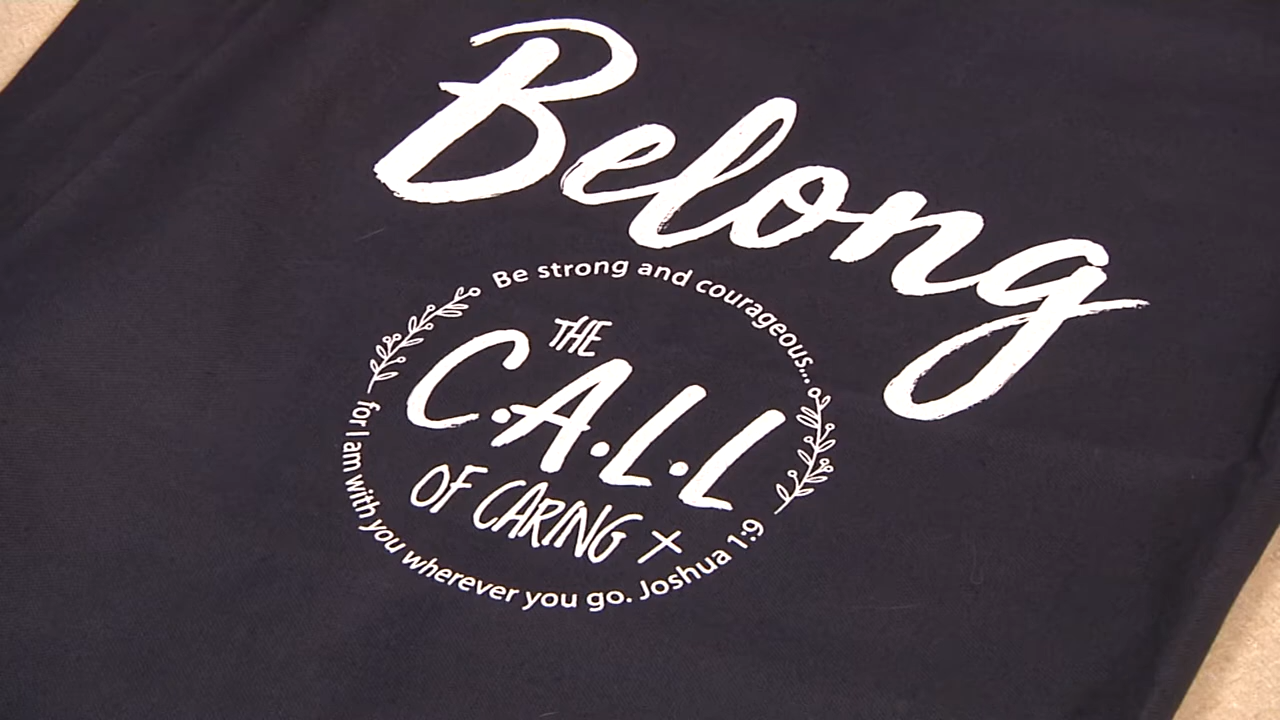 Belong
Be strong and courageous...
THE
C.A.L.L
OF CARING
for I am with you wherever you go. Joshua 1:9